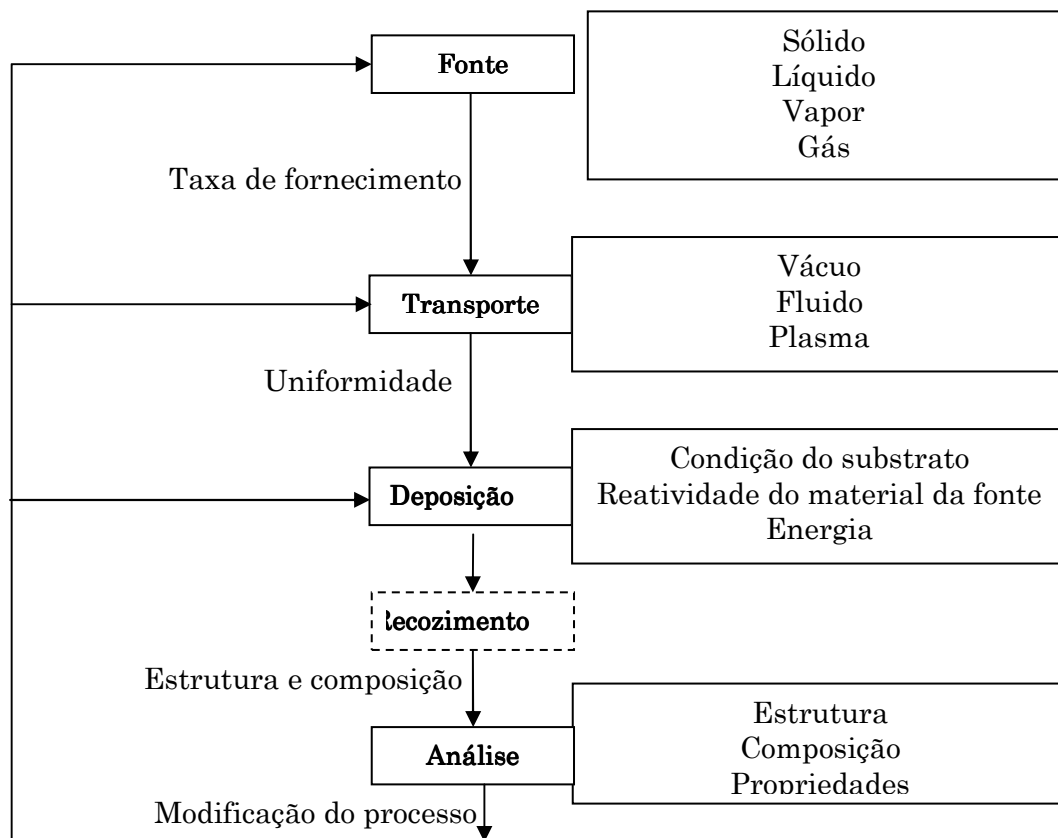 Fonte
Sólido
Líquido
Vapor
Gás
Taxa de fornecimento
Transporte
Vácuo
Fluido
Plasma
Uniformidade
Deposição
Condição do substrato
Reatividade do material da fonte
Energia
Recozimento
Estrutura e composição
Análise
Estrutura
Composição
Propriedades
Modificação do processo